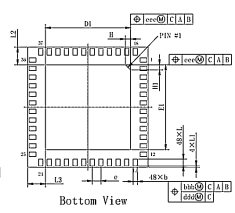 D1
⌖ eee Ⓜ C A B
H
PIN #1
L2
37
48
36
1
H1
E1
⌖ eee Ⓜ C A B
25
12
48×L
4×L1
24
L3
e
48×b
⌖ bbb Ⓜ C A B
ddd Ⓜ C
Bottom View